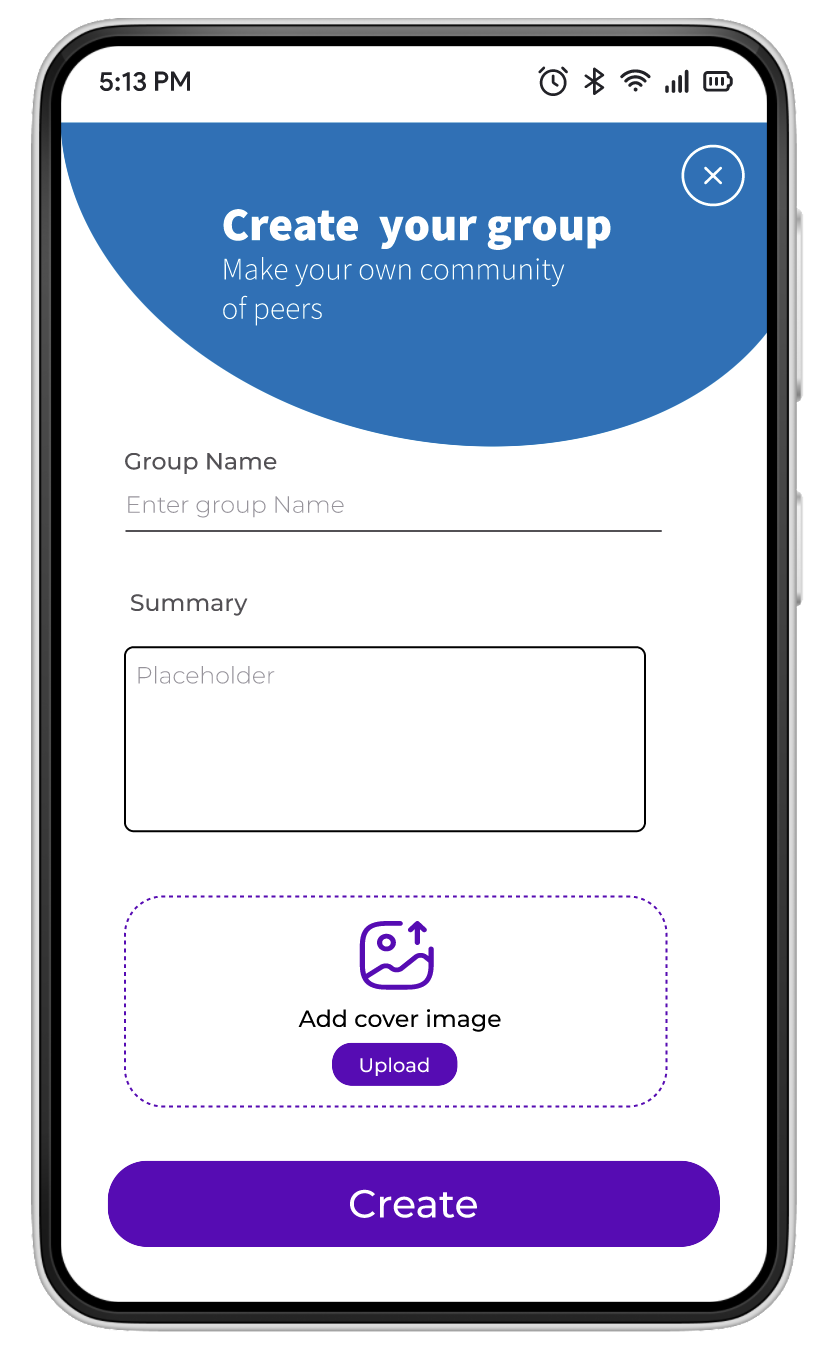 5:13 PM
Create  your group
Make your own community
of peers
Group Name
Enter group Name
Summary
Placeholder
Add cover image
Upload
Create